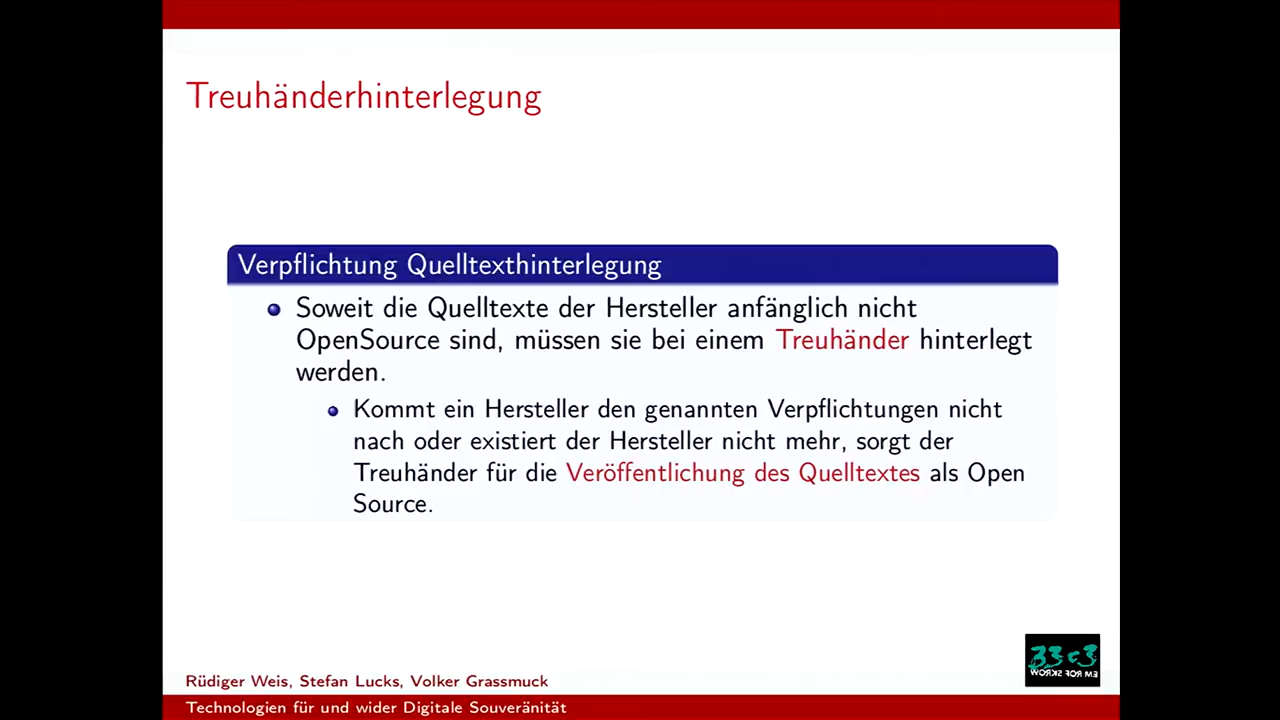 Treuhänderhinterlegung
Verpflichtung Quelltexthinterlegung
Soweit die Quelltexte der Hersteller anfänglich nicht
OpenSource sind, müssen sie bei einem Treuhänder hinterlegt
werden.
Kommt ein Hersteller den genannten Verpflichtungen nicht
nach oder existiert der Hersteller nicht mehr, sorgt der
Treuhänder für die Veröffentlichung des Quelltextes als Open
Source.
33c3
WORKS FOR ME
Rüdiger Weis, Stefan Lucks, Volker Grassmuck
Technologien für und wider Digitale Souveränität